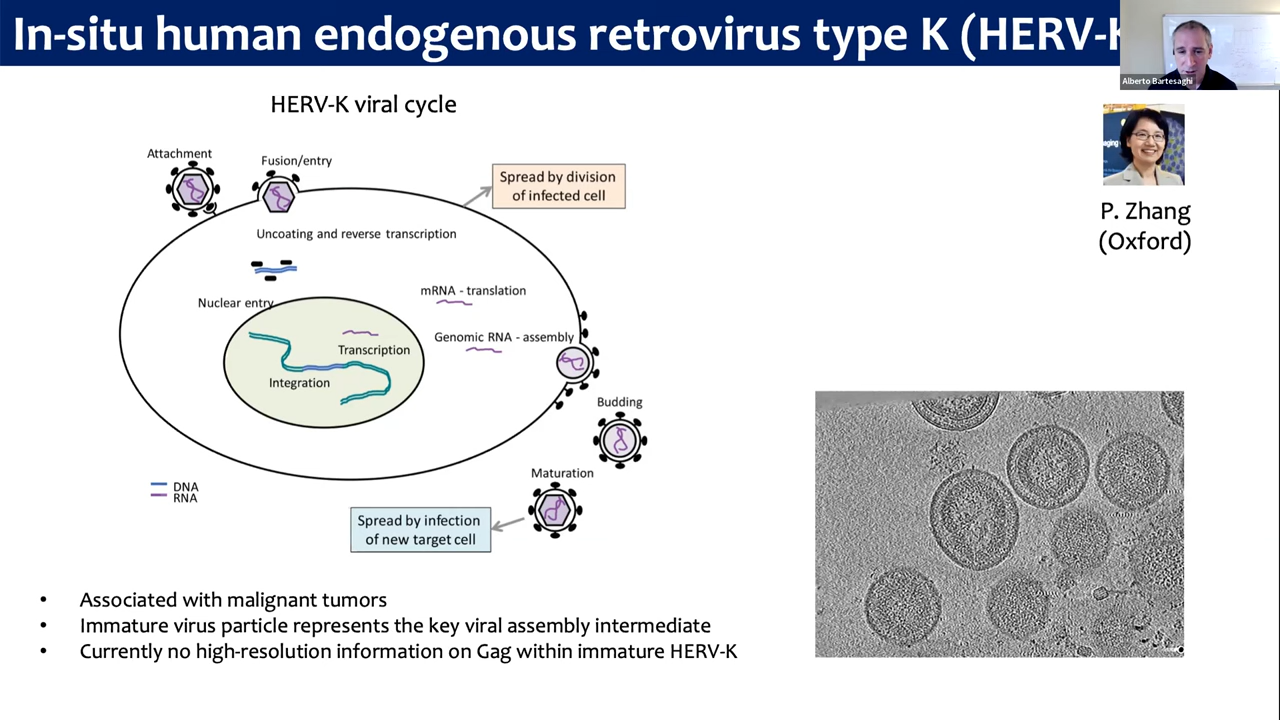 In-situ human endogenous retrovirus type K (HERV-K
Alberto Bartesaghi
HERV-K viral cycle
Attachment
Fusion/entry
Spread by division
of infected cell
Uncoating and reverse transcription
Nuclear entry
mRNA - translation
Genomic RNA - assembly
Transcription
Integration
Budding
Maturation
DNA
RNA
Spread by infection
of new target cell
P. Zhang
(Oxford)
• Associated with malignant tumors
• Immature virus particle represents the key viral assembly intermediate
• Currently no high-resolution information on Gag within immature HERV-K